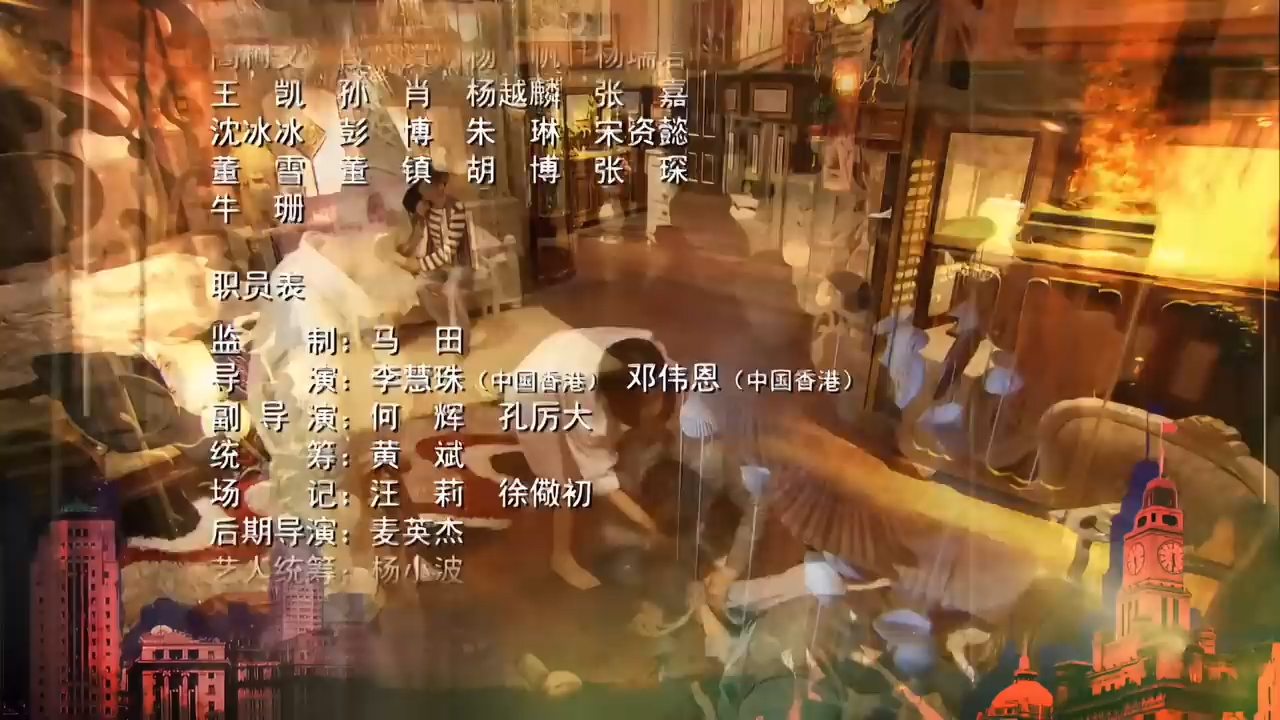 王 凯 孙 肖 杨越麟 张 嘉
沈冰冰 彭 博 朱 琳 宋资懿
董 雪 董 镇 胡 博 张 琛
牛 珊
职员表
监 制：马 田
导 演：李慧珠（中国香港） 邓伟恩（中国香港）
副 导 演：何 辉 孔厉大
统 筹：黄 斌
场 记：汪 莉 徐儆初
后期导演：麦英杰
艺人统筹：杨小波